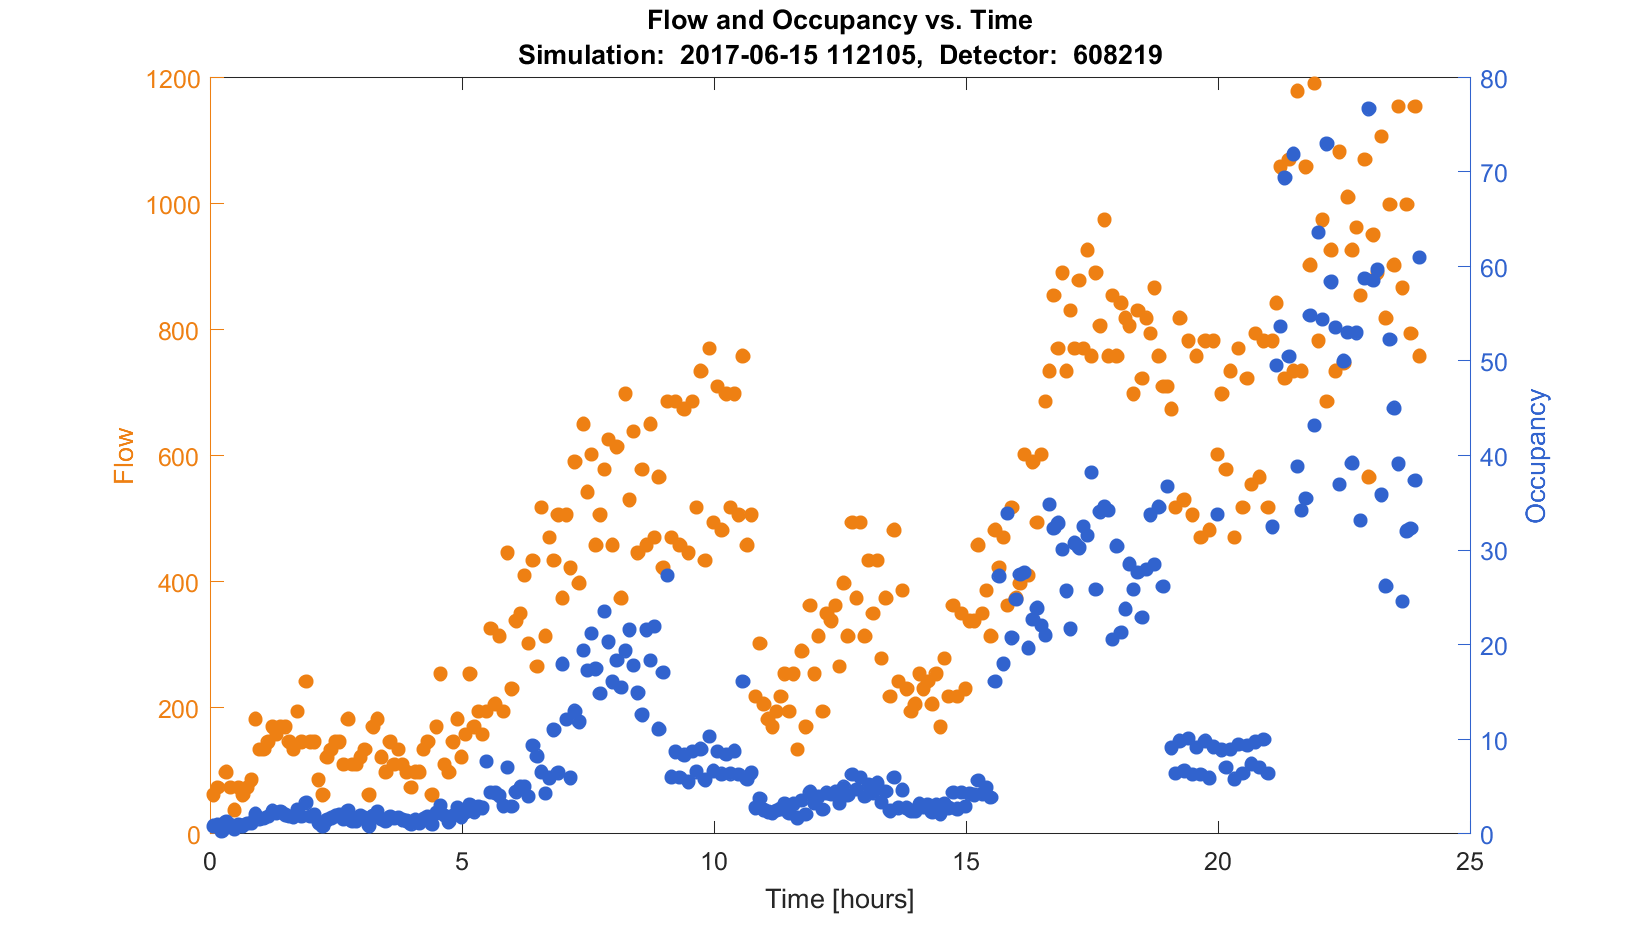 Flow and Occupancy vs. Time
Simulation:  2017-06-15 112105,  Detector:  608219
1200
1000
800
600
400
200
0
Flow
80
70
60
50
40
30
20
10
0
Occupancy
0 5 10 15 20 25
Time [hours]